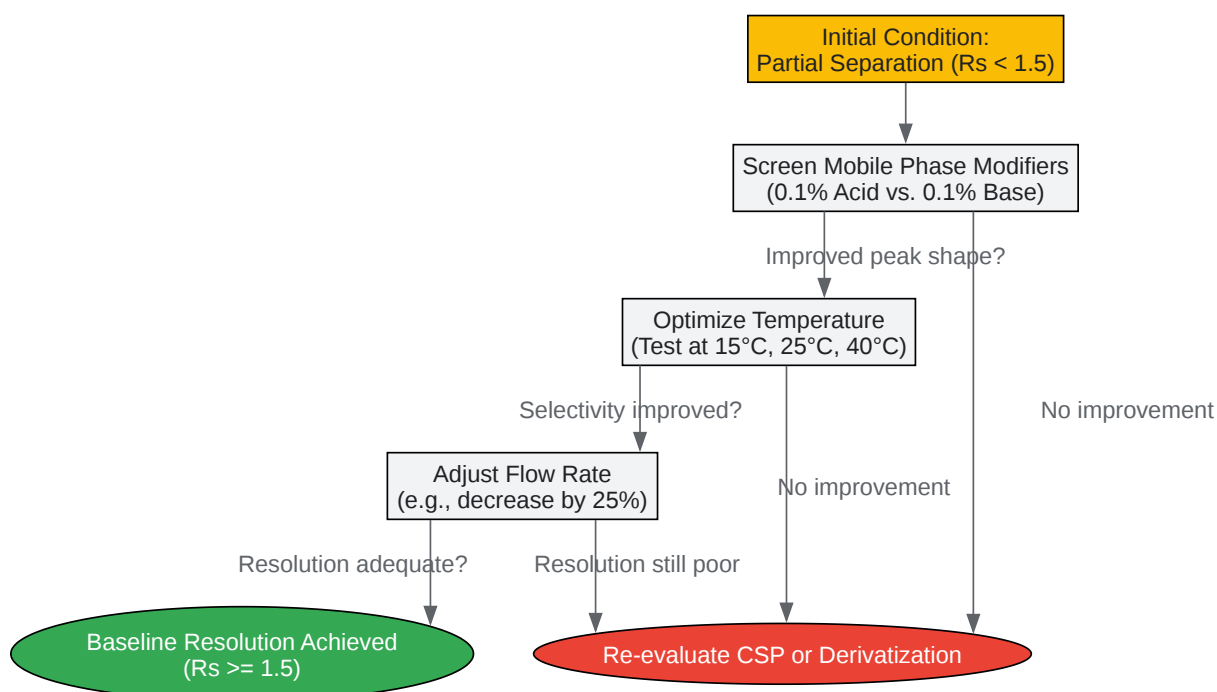 Initial Condition:
Partial Separation (Rs < 1.5)
Screen Mobile Phase Modifiers
(0.1% Acid vs. 0.1% Base)
Improved peak shape?
Optimize Temperature
(Test at 15°C, 25°C, 40°C)
Selectivity improved?
No improvement
Adjust Flow Rate
(e.g., decrease by 25%)
No improvement
Resolution adequate?
Resolution still poor
Baseline Resolution Achieved
(Rs >= 1.5)
Re-evaluate CSP or Derivatization